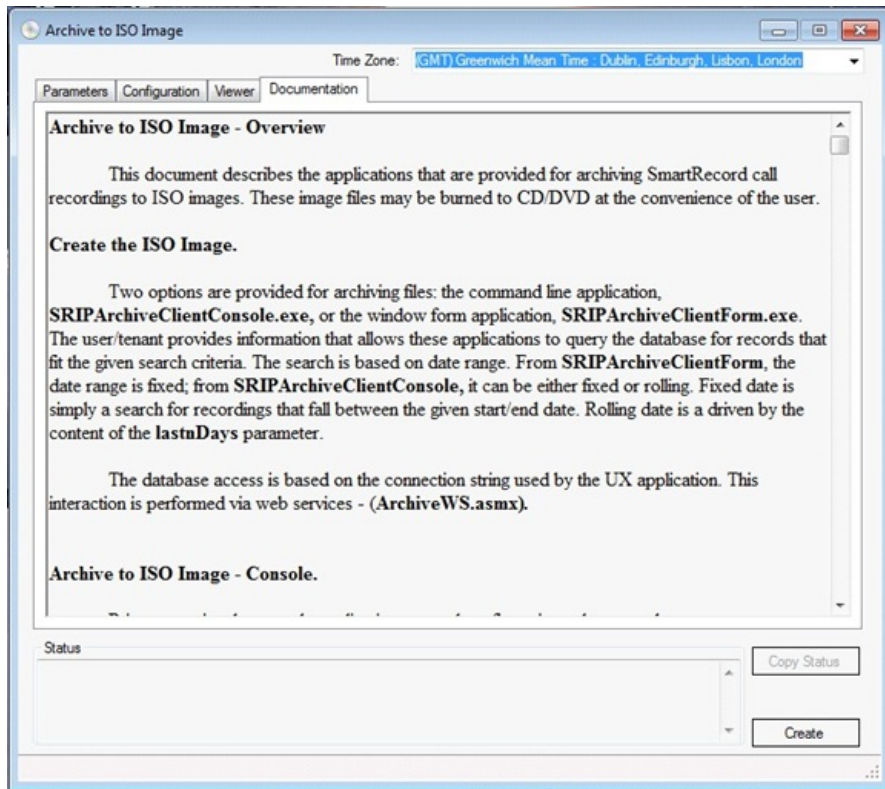 Archive to ISO Image
Time Zone: (GMT) Greenwich Mean Time : Dublin, Edinburgh, Lisbon, London
Parameters Configuration Viewer Documentation
Archive to ISO Image - Overview
This document describes the applications that are provided for archiving SmartRecord call
recordings to ISO images. These image files may be burned to CD/DVD at the convenience of the user.
Create the ISO Image.
Two options are provided for archiving files: the command line application,
SRIPArchiveClientConsole.exe, or the window form application, SRIPArchiveClientForm.exe.
The user/tenant provides information that allows these applications to query the database for records that
fit the given search criteria. The search is based on date range. From SRIPArchiveClientForm, the
date range is fixed; from SRIPArchiveClientConsole, it can be either fixed or rolling. Fixed date is
simply a search for recordings that fall between the given start/end date. Rolling date is a driven by the
content of the lastnDays parameter.
The database access is based on the connection string used by the UX application. This
interaction is performed via web services - (ArchiveWS.asmx).
Archive to ISO Image - Console.
Status
Copy Status
Create